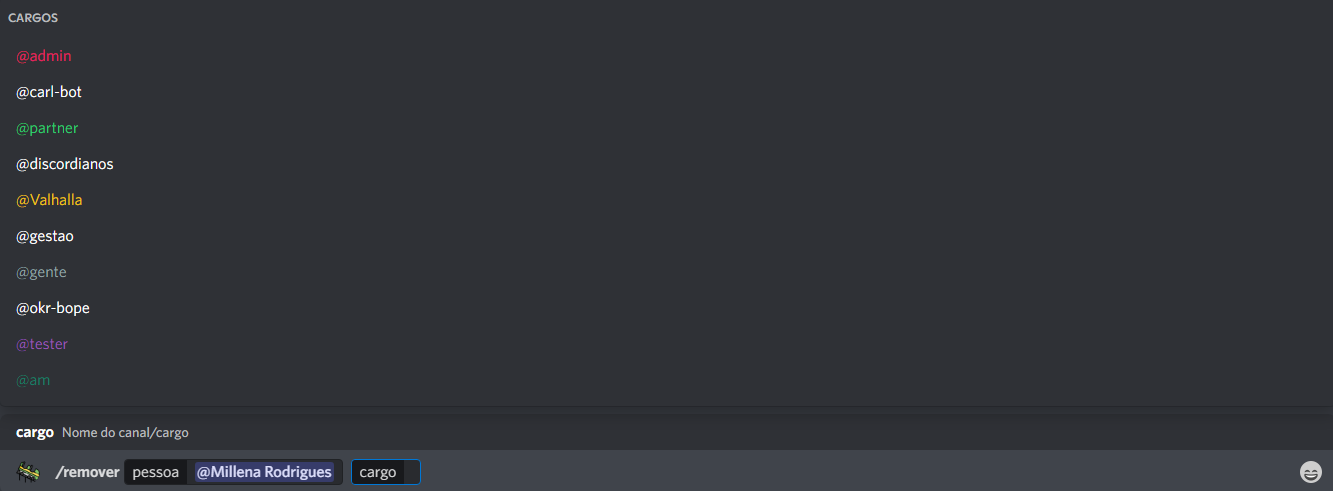 CARGOS
@admin
@carl-bot
@partner
@discordianos
@Valhalla
@gestao
@gente
@okr-bope
@tester
@am
cargo Nome do canal/cargo
/remover pessoa @Millena Rodrigues cargo